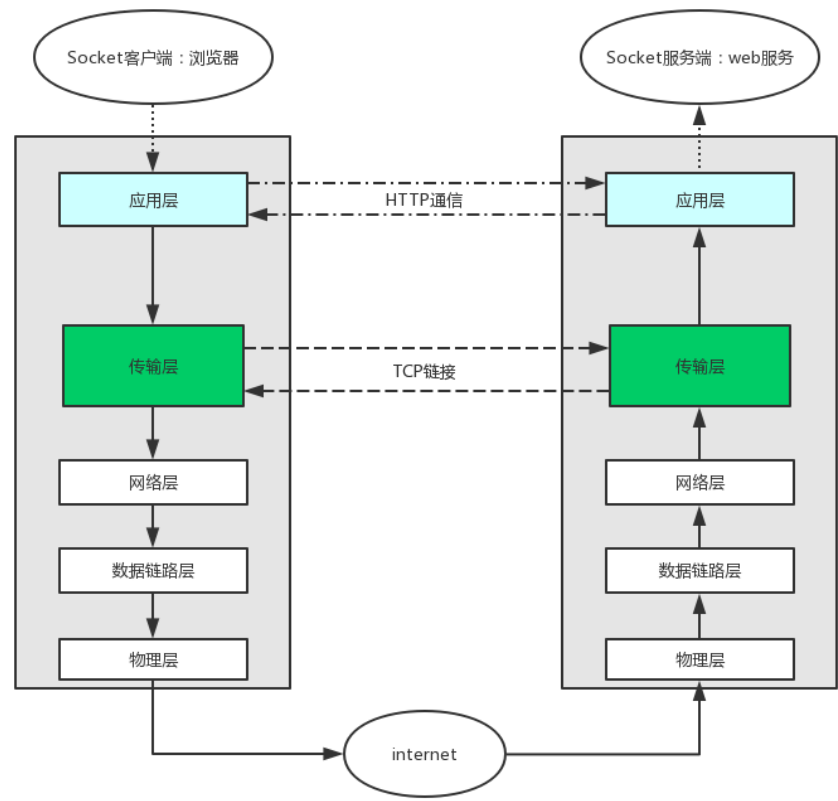 Socket客户端：浏览器
Socket服务端：web服务
应用层
HTTP通信
应用层
传输层
TCP链接
传输层
网络层
网络层
数据链路层
数据链路层
物理层
物理层
internet